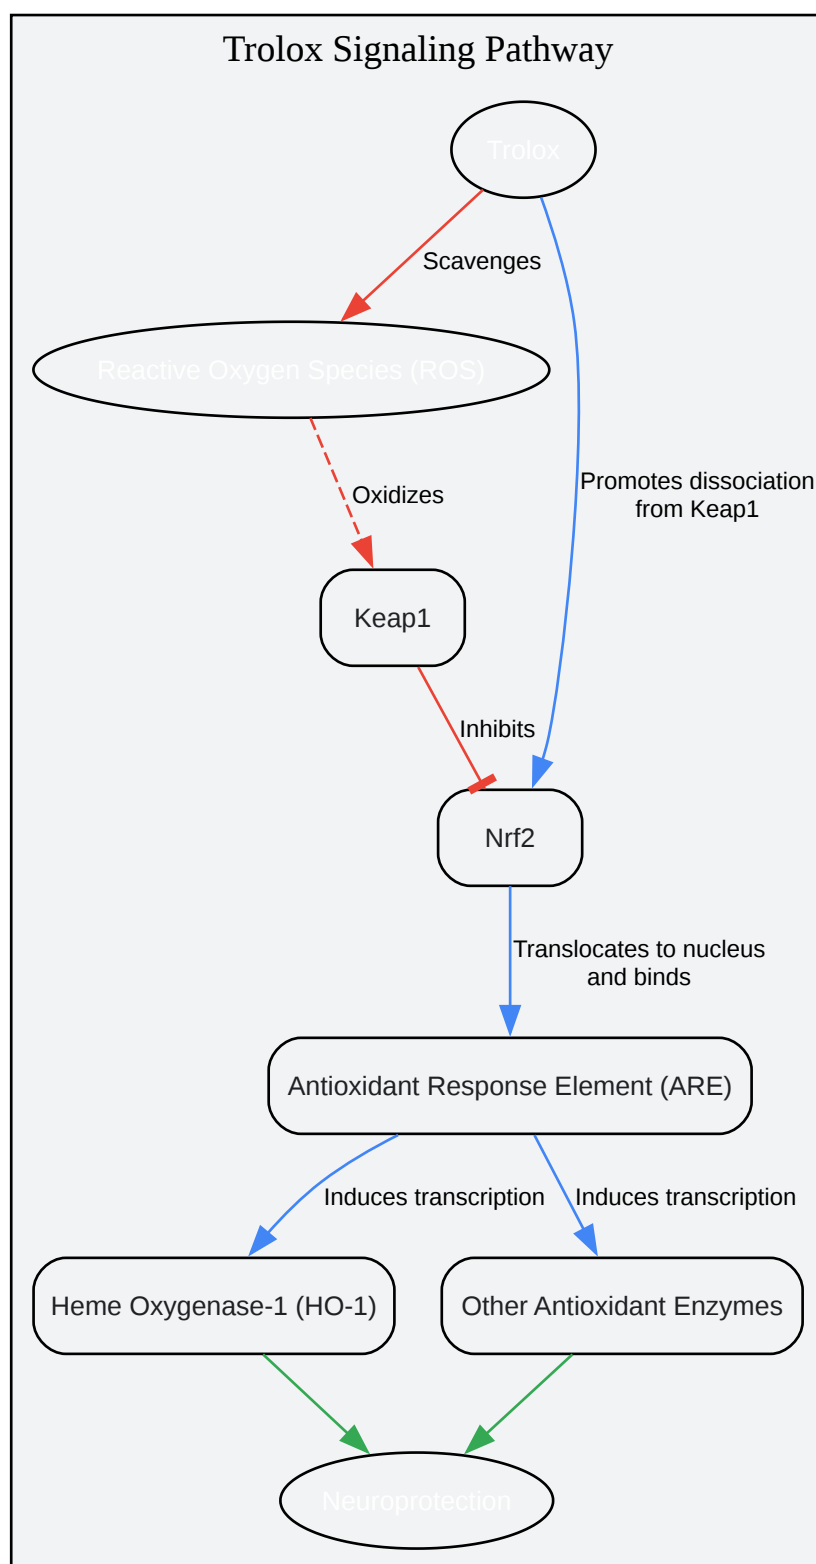 Trolox Signaling Pathway
Trolox
Scavenges
Reactive Oxygen Species (ROS)
Promotes dissociation
from Keap1
Oxidizes
Keap1
Inhibits
Nrf2
Translocates to nucleus
and binds
Antioxidant Response Element (ARE)
Induces transcription
Induces transcription
Heme Oxygenase-1 (HO-1)
Other Antioxidant Enzymes
Neuroprotection